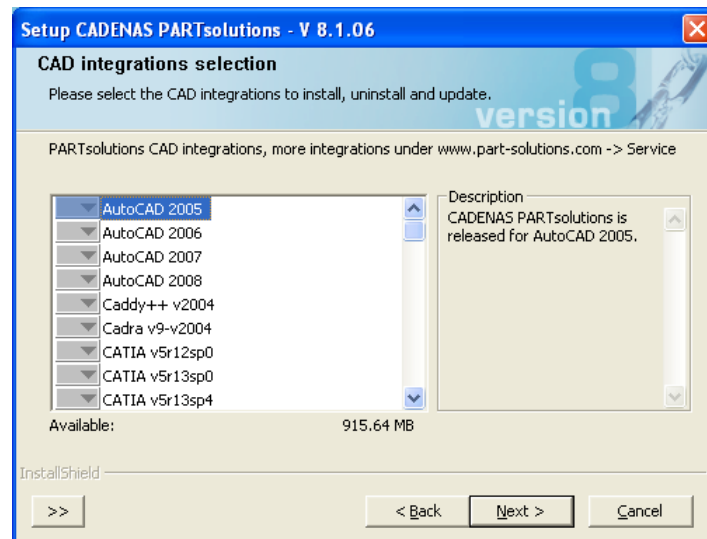 Setup CADENAS PARTsolutions - V 8.1.06
CAD integrations selection
Please select the CAD integrations to install, uninstall and update.
8
version
PARTsolutions CAD integrations, more integrations under www.part-solutions.com -> Service
AutoCAD 2005
AutoCAD 2006
AutoCAD 2007
AutoCAD 2008
Caddy++ v2004
Cadra v9-v2004
CATIA v5r12sp0
CATIA v5r13sp0
CATIA v5r13sp4
Description
CADENAS PARTsolutions is
released for AutoCAD 2005.
Available: 915.64 MB
InstallShield
>> < Back Next > Cancel